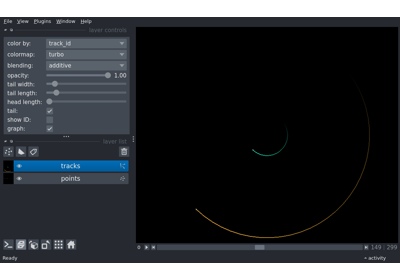 File View Plugins Window Help
layer controls
color by: track_id
colormap: turbo
blending: additive
opacity: 1.00
tail width:
tail length:
head length:
tail:
show ID:
graph:
layer list
tracks
points
149 299
Ready
activity